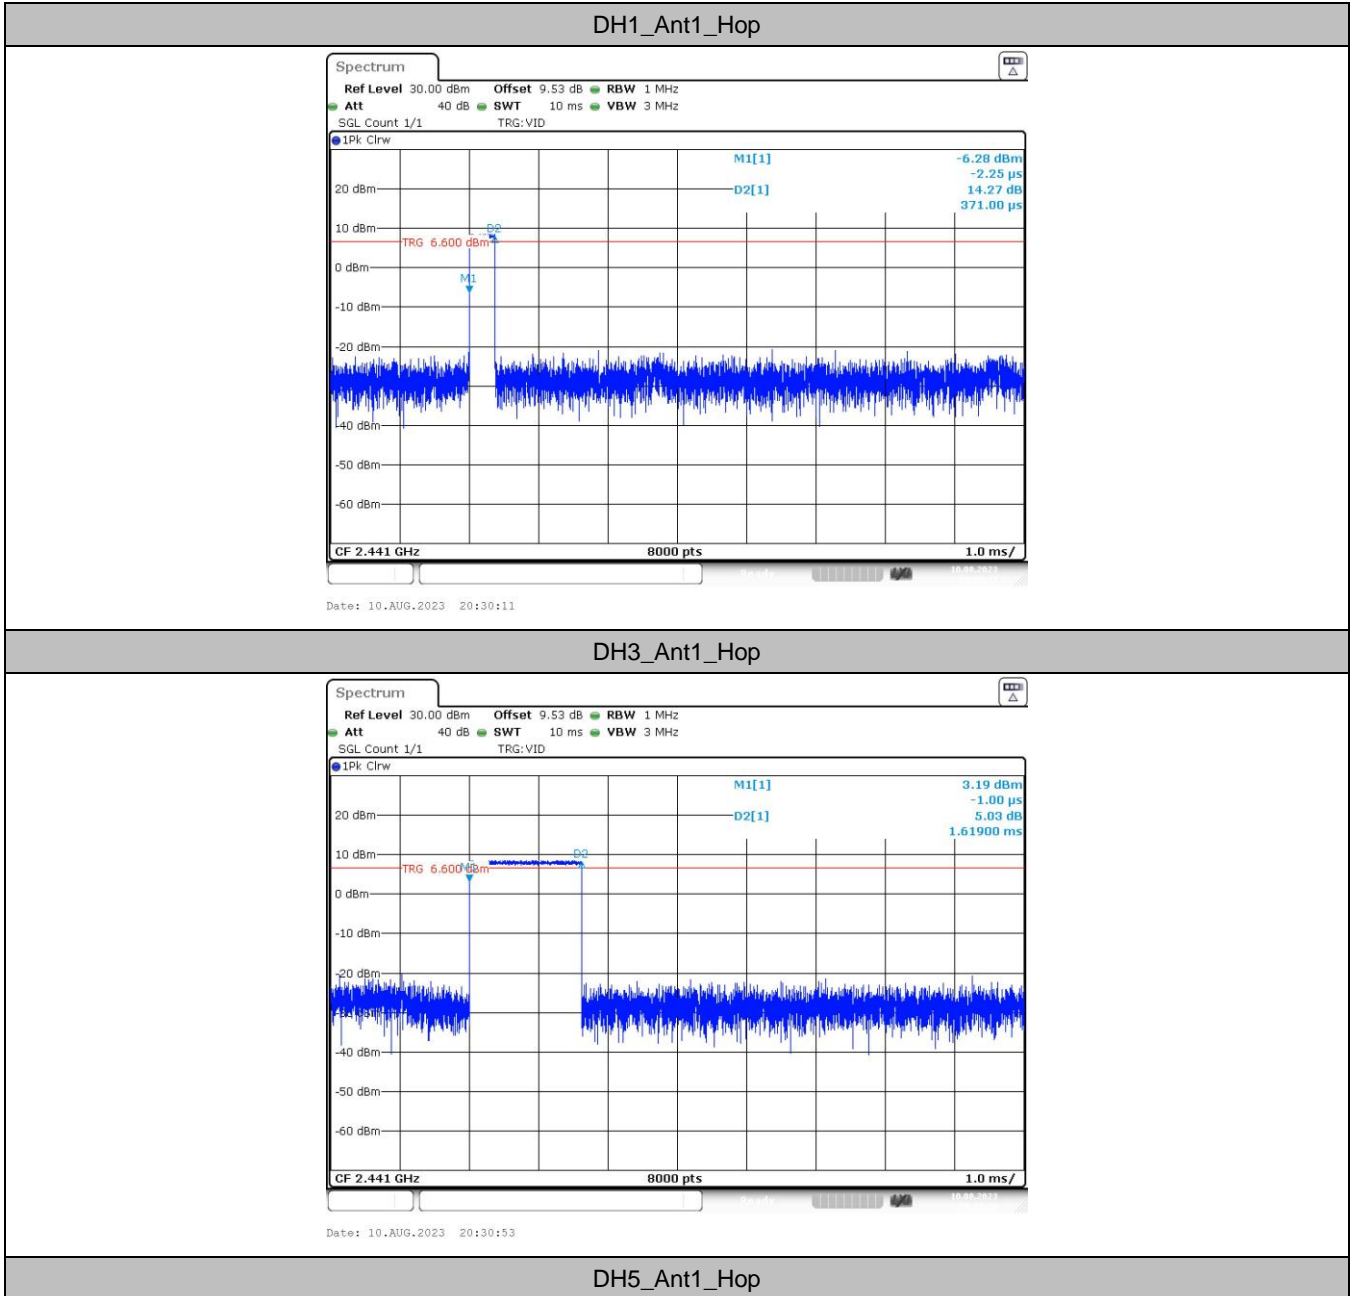 DH1_Ant1_Hop
Spectrum
Ref Level 30.00 dBm Offset 9.53 dB RBW 1 MHz
Att 40 dB SWT 10 ms VBW 3 MHz
SGL Count 1/1 TRG:VID
1Pk Clrw
M1[1] -6.28 dBm
-2.25 µs
20 dBm D2[1] 14.27 dB
371.00 µs
10 dBm D2
TRG 6.600 dBm
0 dBm
M1
-10 dBm
-20 dBm
-40 dBm
-50 dBm
-60 dBm
CF 2.441 GHz 8000 pts 1.0 ms/
Ready 10.08.2023
Date: 10.AUG.2023 20:30:11
DH3_Ant1_Hop
Spectrum
Ref Level 30.00 dBm Offset 9.53 dB RBW 1 MHz
Att 40 dB SWT 10 ms VBW 3 MHz
SGL Count 1/1 TRG:VID
1Pk Clrw
M1[1] 3.19 dBm
-1.00 µs
20 dBm D2[1] 5.03 dB
1.61900 ms
10 dBm D2
TRG 6.600 dBm
0 dBm
-10 dBm
-20 dBm
-40 dBm
-50 dBm
-60 dBm
CF 2.441 GHz 8000 pts 1.0 ms/
Ready 10.08.2023
Date: 10.AUG.2023 20:30:53
DH5_Ant1_Hop